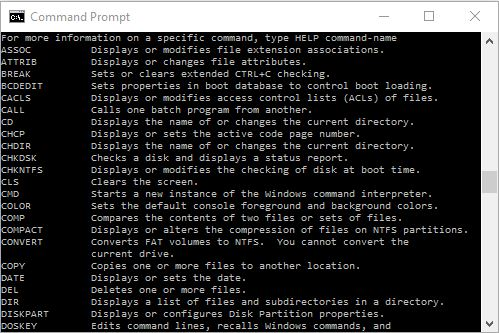 Command Prompt
For more information on a specific command, type HELP command-name
ASSOC          Displays or modifies file extension associations.
ATTRIB         Displays or changes file attributes.
BREAK          Sets or clears extended CTRL+C checking.
BCDEDIT        Sets properties in boot database to control boot loading.
CACLS          Displays or modifies access control lists (ACLs) of files.
CALL           Calls one batch program from another.
CD             Displays the name of or changes the current directory.
CHCP           Displays or sets the active code page number.
CHDIR          Displays the name of or changes the current directory.
CHKDSK         Checks a disk and displays a status report.
CHKNTFS        Displays or modifies the checking of disk at boot time.
CLS            Clears the screen.
CMD            Starts a new instance of the Windows command interpreter.
COLOR          Sets the default console foreground and background colors.
COMP           Compares the contents of two files or sets of files.
COMPACT        Displays or alters the compression of files on NTFS partitions.
CONVERT        Converts FAT volumes to NTFS.  You cannot convert the
               current drive.
COPY           Copies one or more files to another location.
DATE           Displays or sets the date.
DEL            Deletes one or more files.
DIR            Displays a list of files and subdirectories in a directory.
DISKPART       Displays or configures Disk Partition properties.
DOSKEY         Edits command lines, recalls Windows commands, and